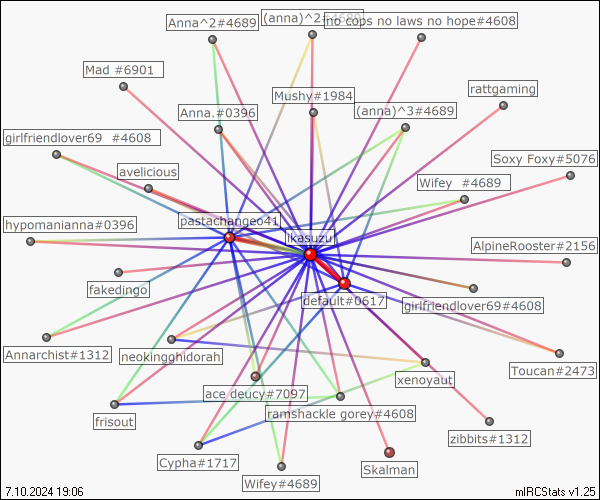 Anna^2#4689
(anna)^2#4689
no cops no laws no hope#4608
Mad #6901
rattgaming
Mushy#1984
Anna.#0396
(anna)^3#4689
girlfriendlover69 #4608
Soxy Foxy#5076
avelicious
Wifey #4689
pastachangeo41
hypomanianna#0396
ikasuzu
AlpineRooster#2156
fakedingo
default#0617
girlfriendlover69#4608
Annarchist#1312
neokingghidorah
Toucan#2473
xenoyaut
ace deucy#7097
ramshackle gorey#4608
frisout
zibbits#1312
Cypha#1717
Skalman
Wifey#4689
7.10.2024 19:06
mIRCStats v1.25